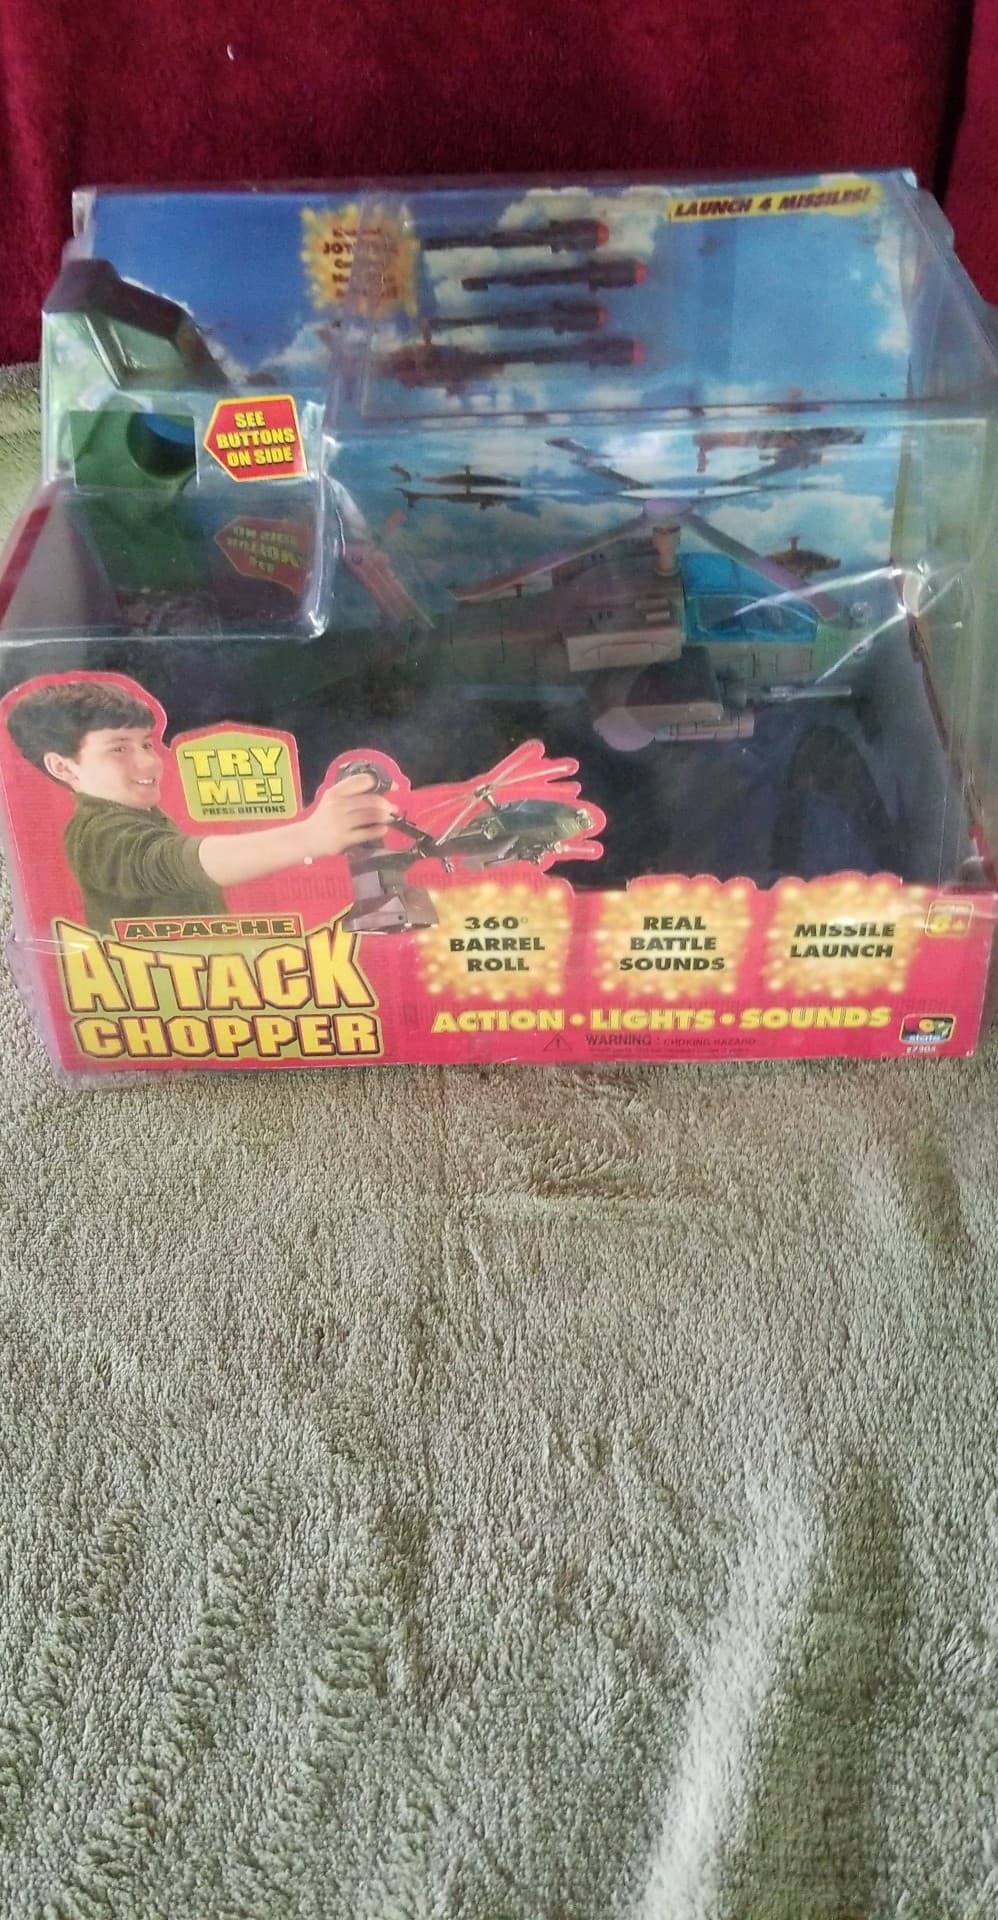 LAUNCH 4 MISSILES!
SEE
BUTTONS
ON SIDE
TRY
ME!
PRESS BUTTONS
APACHE
ATTACK
CHOPPER
360°
BARREL
ROLL
REAL
BATTLE
SOUNDS
MISSILE
LAUNCH
ACTION • LIGHTS • SOUNDS
WARNING: CHOKING HAZARD